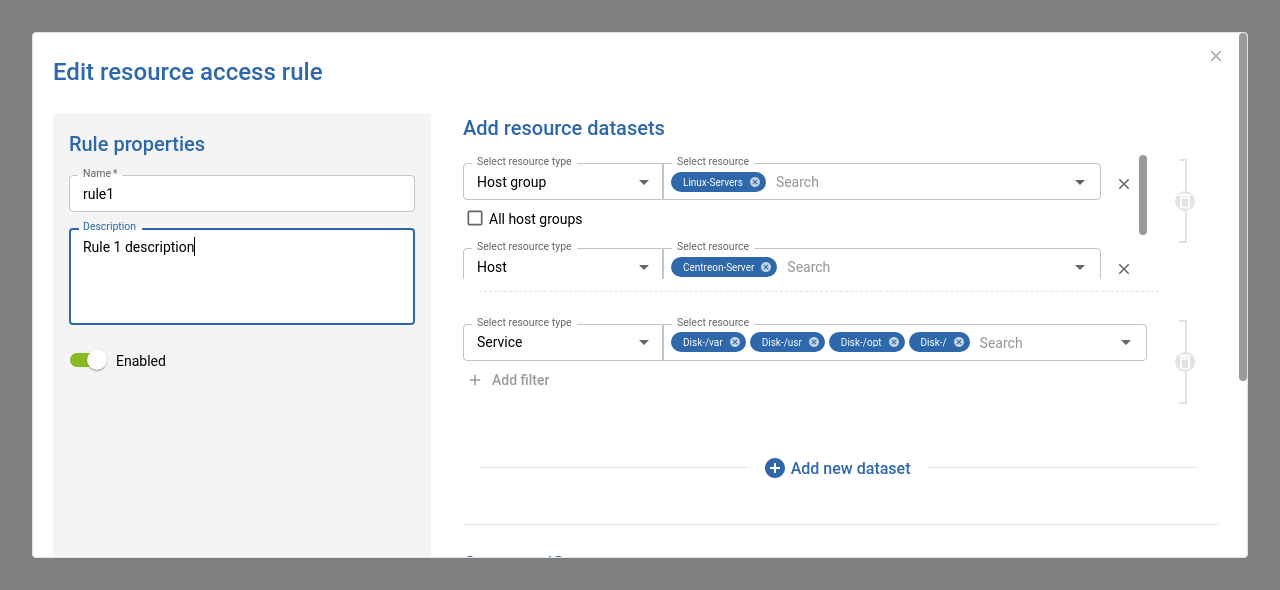 Edit resource access rule
Rule properties
Name *
rule1
Description
Rule 1 description
Enabled
Add resource datasets
Select resource type
Select resource
Host group
Linux-Servers
Search
All host groups
Select resource type
Select resource
Host
Centreon-Server
Search
Select resource type
Select resource
Service
Disk-/var
Disk-/usr
Disk-/opt
Disk-/
Search
Add filter
Add new dataset